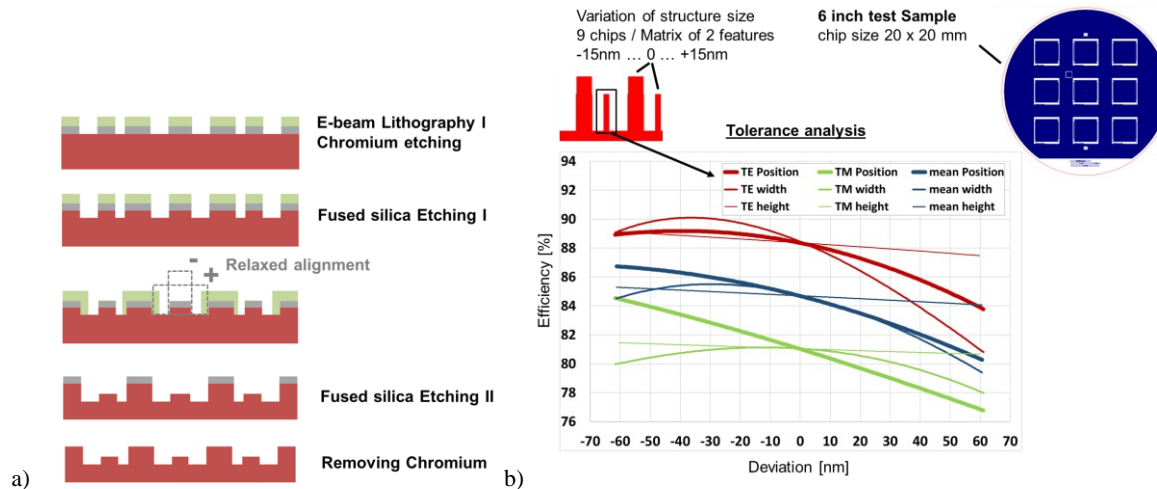 E-beam Lithography I
Chromium etching
Fused silica Etching I
-
+
Relaxed alignment
Fused silica Etching II
Removing Chromium
a)
Variation of structure size
9 chips / Matrix of 2 features
-15nm ... 0 ... +15nm
6 inch test Sample
chip size 20 x 20 mm
Tolerance analysis
TE Position TM Position mean Position
TE width TM width mean width
TE height TM height mean height
Efficiency [%]
94
92
90
88
86
84
82
80
78
76
-70 -60 -50 -40 -30 -20 -10 0 10 20 30 40 50 60 70
Deviation [nm]
b)